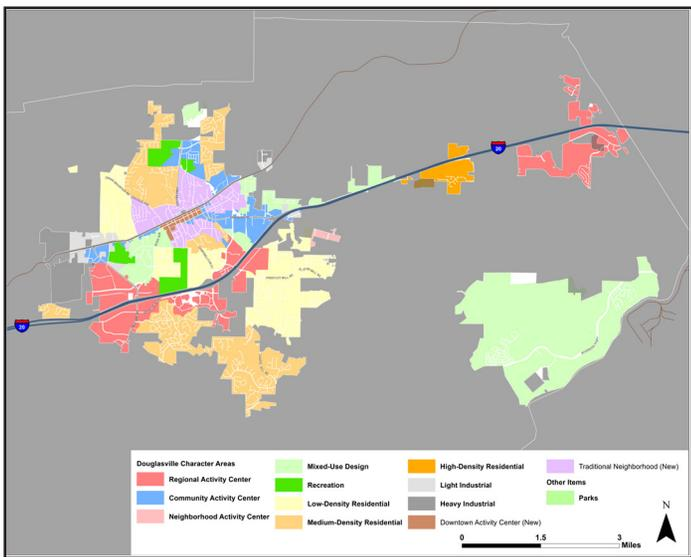 20
20
Douglasville Character Areas
Regional Activity Center
Community Activity Center
Neighborhood Activity Center
Mixed-Use Design
Recreation
Low-Density Residential
Medium-Density Residential
High-Density Residential
Light Industrial
Heavy Industrial
Downtown Activity Center (New)
Traditional Neighborhood (New)
Other Items
Parks
N
0 1.5 3
Miles